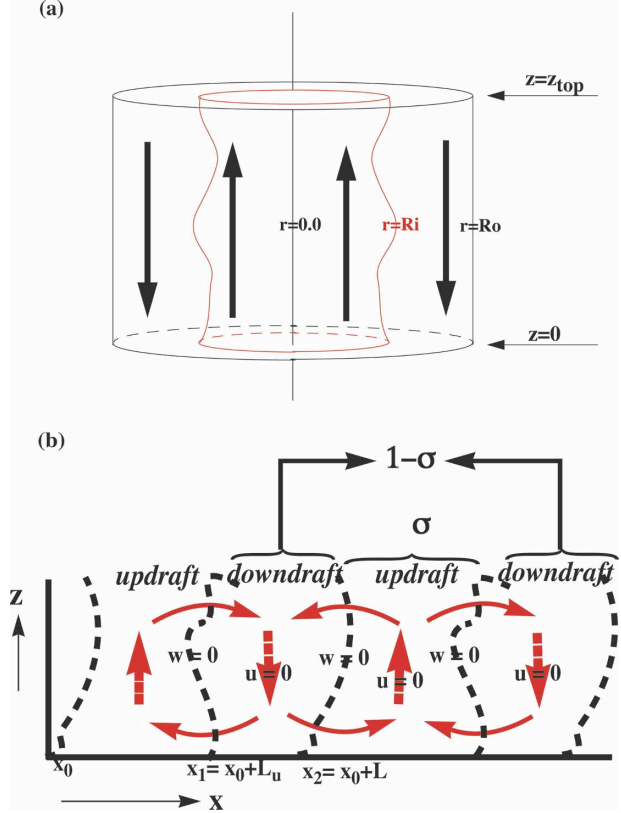 (a)
z=z_top
r=0.0
r=Ri
r=Ro
z=0
(b)
1−σ
σ
updraft
downdraft
updraft
downdraft
z
w = 0
u = 0
w = 0
u = 0
w = 0
u = 0
x₀
x₁= x₀+Lᵤ
x₂= x₀+L
x